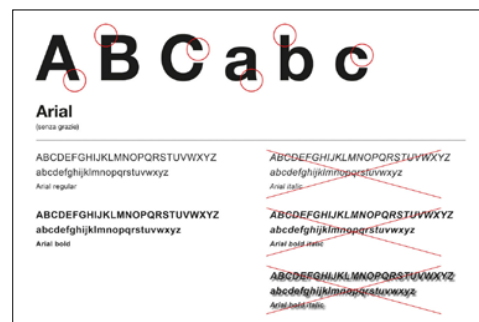 A B C a b c
Arial
(senza grazie)
ABCDEFGHIJKLMNOPQRSTUVWXYZ
abcdefghijklmnopqrstuvwxyz
Arial regular
ABCDEFGHIJKLMNOPQRSTUVWXYZ
abcdefghijklmnopqrstuvwxyz
Arial bold
ABCDEFGHIJKLMNOPQRSTUVWXYZ
abcdefghijklmnopqrstuvwxyz
Arial italic
ABCDEFGHIJKLMNOPQRSTUVWXYZ
abcdefghijklmnopqrstuvwxyz
Arial bold italic
ABCDEFGHIJKLMNOPQRSTUVWXYZ
abcdefghijklmnopqrstuvwxyz
Arial bold italic